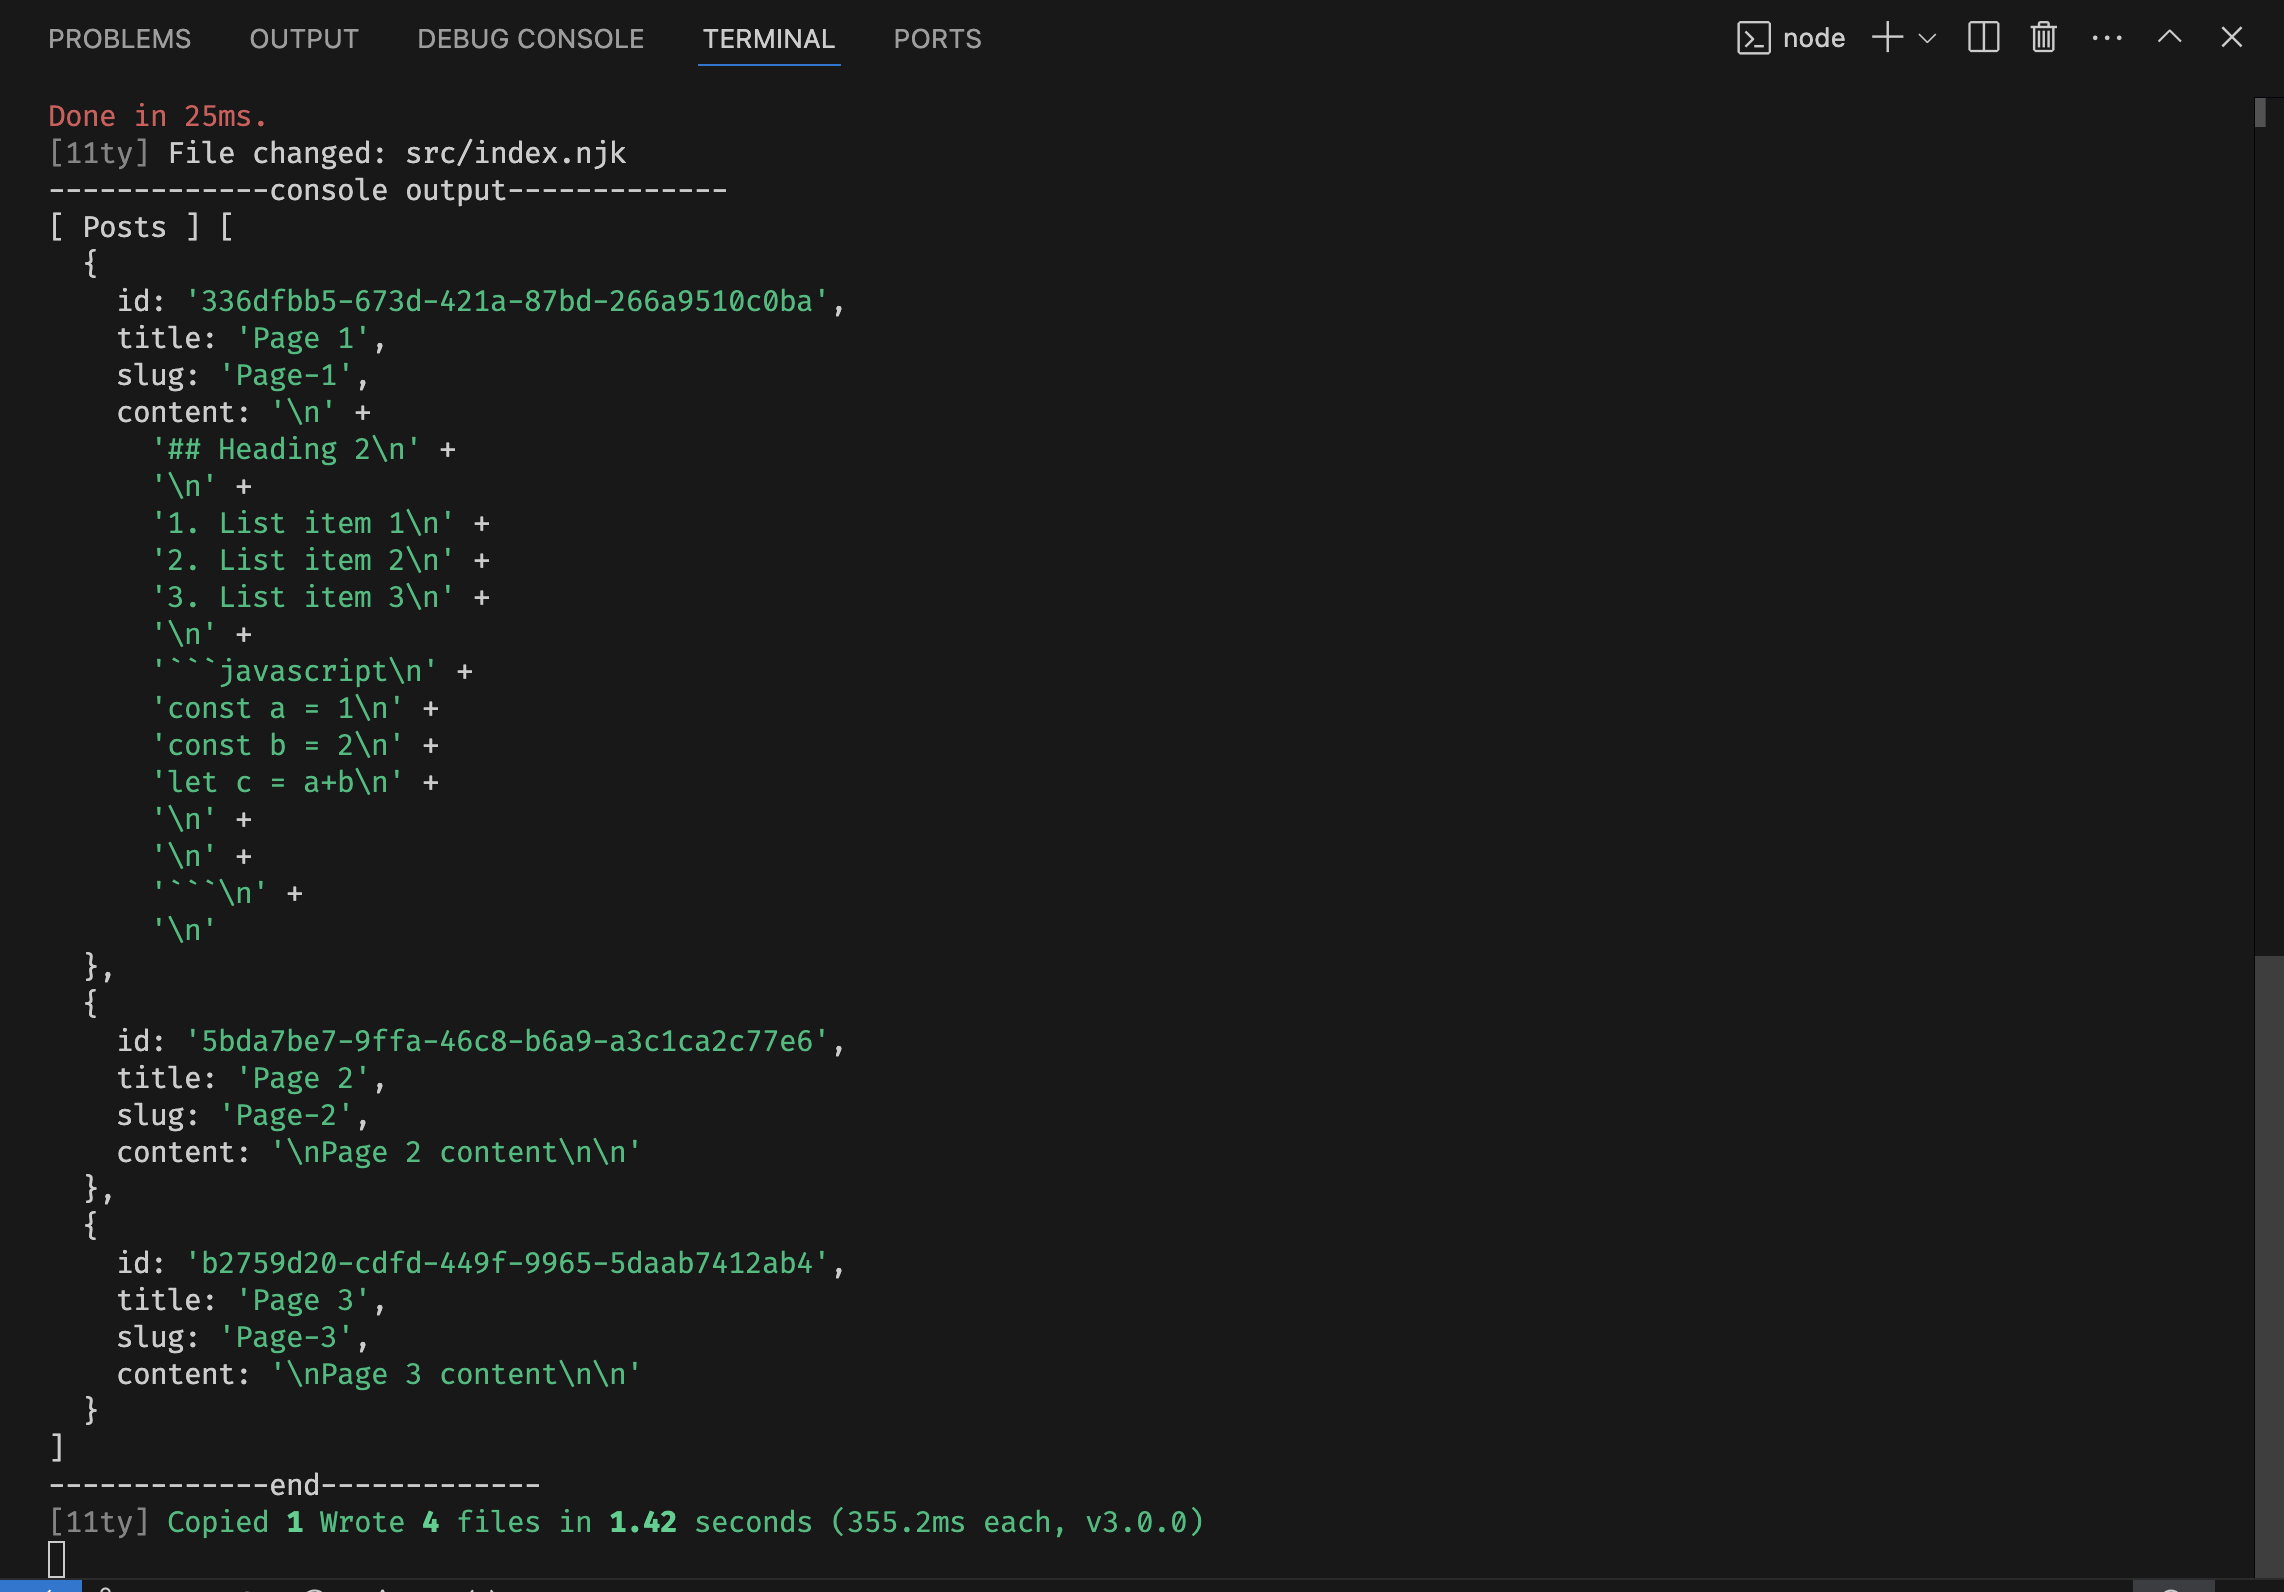 PROBLEMS OUTPUT DEBUG CONSOLE TERMINAL PORTS node
Done in 25ms.
[11ty] File changed: src/index.njk
-------------console output-------------
[ Posts ] [
  {
    id: '336dfbb5-673d-421a-87bd-266a9510c0ba',
    title: 'Page 1',
    slug: 'Page-1',
    content: '\n' +
      '## Heading 2\n' +
      '\n' +
      '1. List item 1\n' +
      '2. List item 2\n' +
      '3. List item 3\n' +
      '\n' +
      '```javascript\n' +
      'const a = 1\n' +
      'const b = 2\n' +
      'let c = a+b\n' +
      '\n' +
      '\n' +
      '```\n' +
      '\n'
  },
  {
    id: '5bda7be7-9ffa-46c8-b6a9-a3c1ca2c77e6',
    title: 'Page 2',
    slug: 'Page-2',
    content: '\nPage 2 content\n\n'
  },
  {
    id: 'b2759d20-cdfd-449f-9965-5daab7412ab4',
    title: 'Page 3',
    slug: 'Page-3',
    content: '\nPage 3 content\n\n'
  }
]
-------------end-------------
[11ty] Copied 1 Wrote 4 files in 1.42 seconds (355.2ms each, v3.0.0)